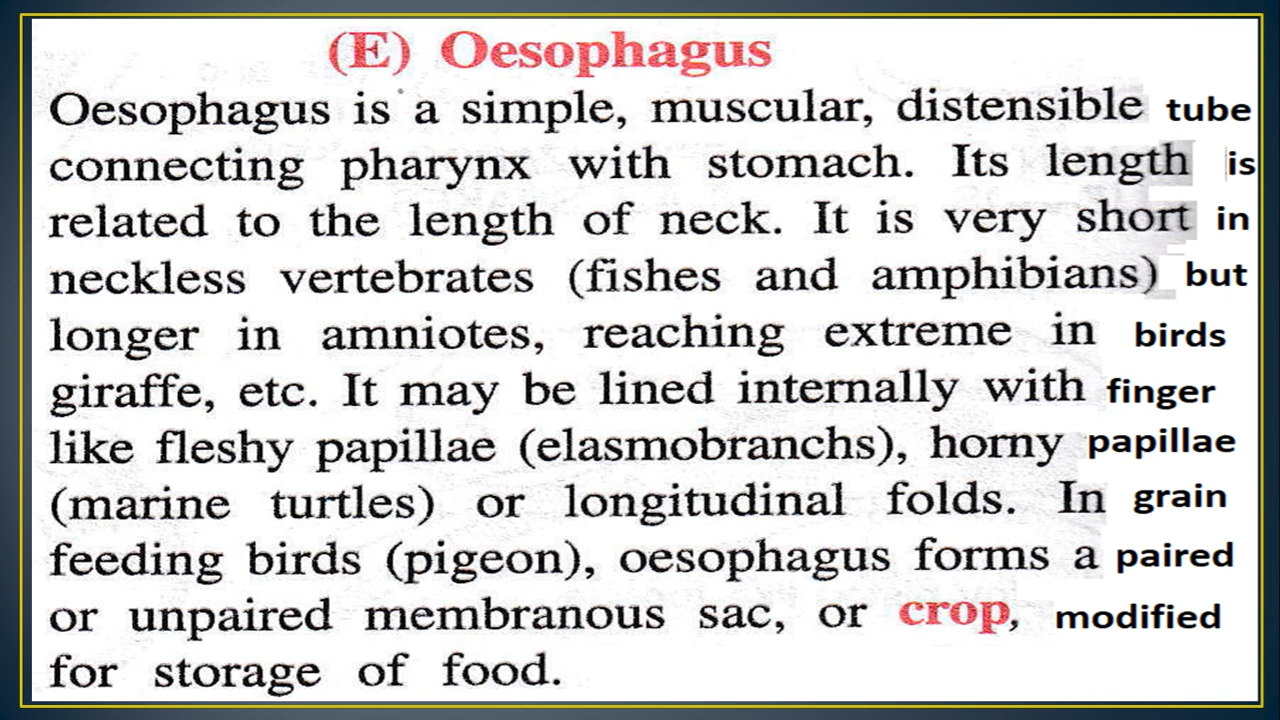 (E) Oesophagus
Oesophagus is a simple, muscular, distensible tube
connecting pharynx with stomach. Its length is
related to the length of neck. It is very short in
neckless vertebrates (fishes and amphibians) but
longer in amniotes, reaching extreme in birds
giraffe, etc. It may be lined internally with finger
like fleshy papillae (elasmobranchs), horny papillae
(marine turtles) or longitudinal folds. In grain
feeding birds (pigeon), oesophagus forms a paired
or unpaired membranous sac, or crop, modified
for storage of food.